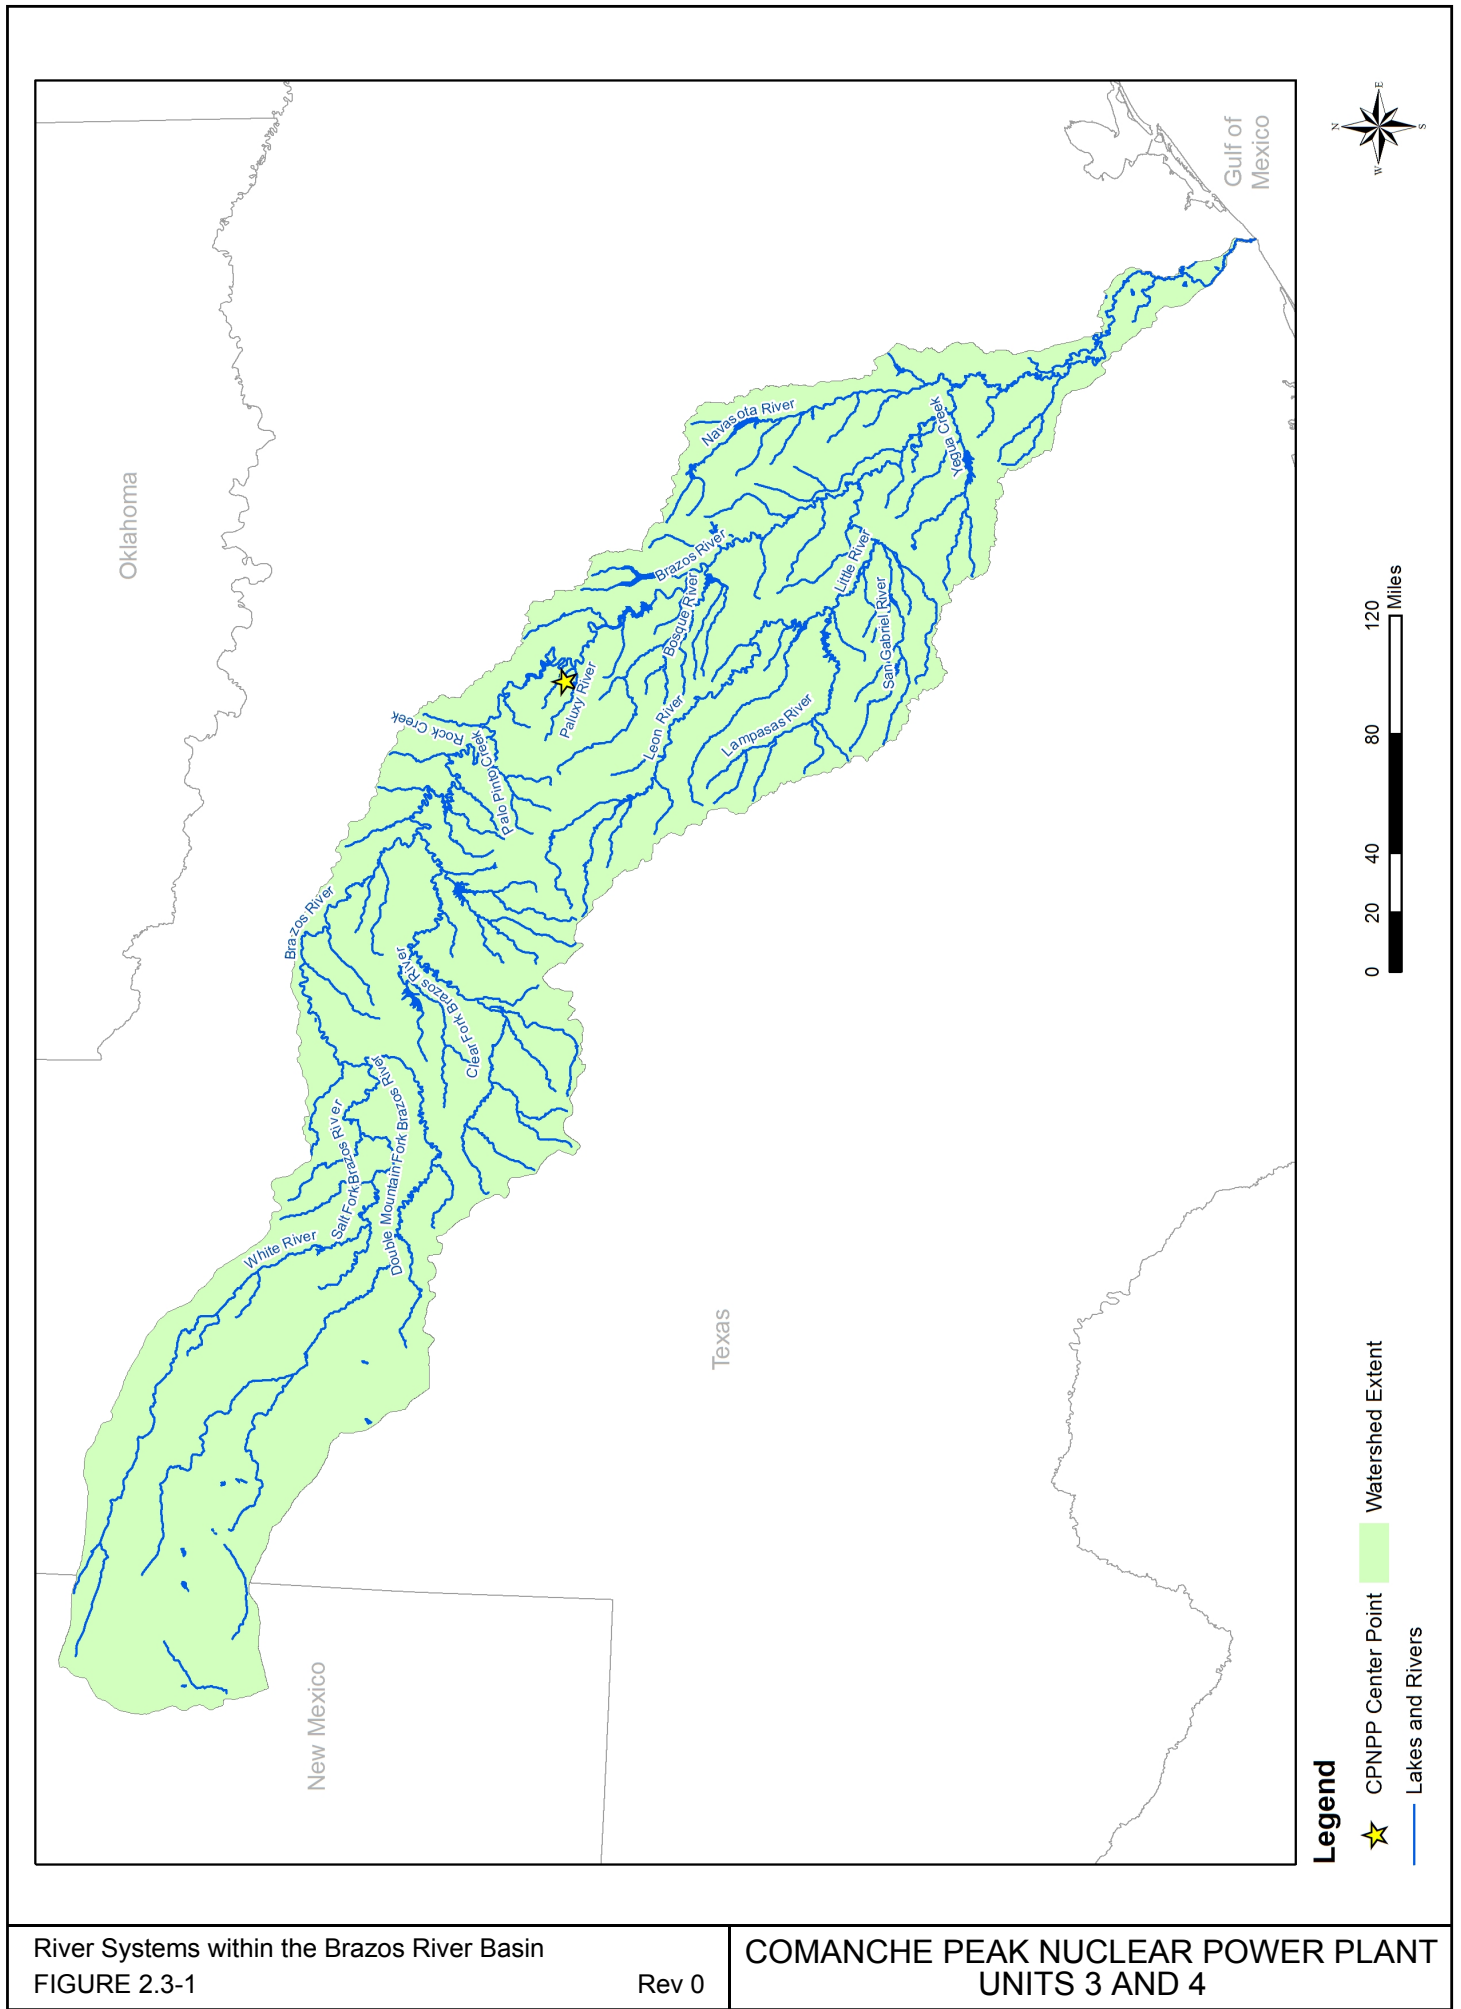 Oklahoma
New Mexico
Texas
Gulf of
Mexico
White River
Salt Fork Brazos River
Double Mountain Fork Brazos River
Brazos River
Clear Fork Brazos River
Rock Creek
Palo Pinto Creek
Paluxy River
Brazos River
Bosque River
Leon River
Lampasas River
Little River
San Gabriel River
Navasota River
Yegua Creek
N
W
E
S
Legend
CPNPP Center Point
Watershed Extent
Lakes and Rivers
0 20 40 80 120
Miles
River Systems within the Brazos River Basin
FIGURE 2.3-1
Rev 0
COMANCHE PEAK NUCLEAR POWER PLANT
UNITS 3 AND 4